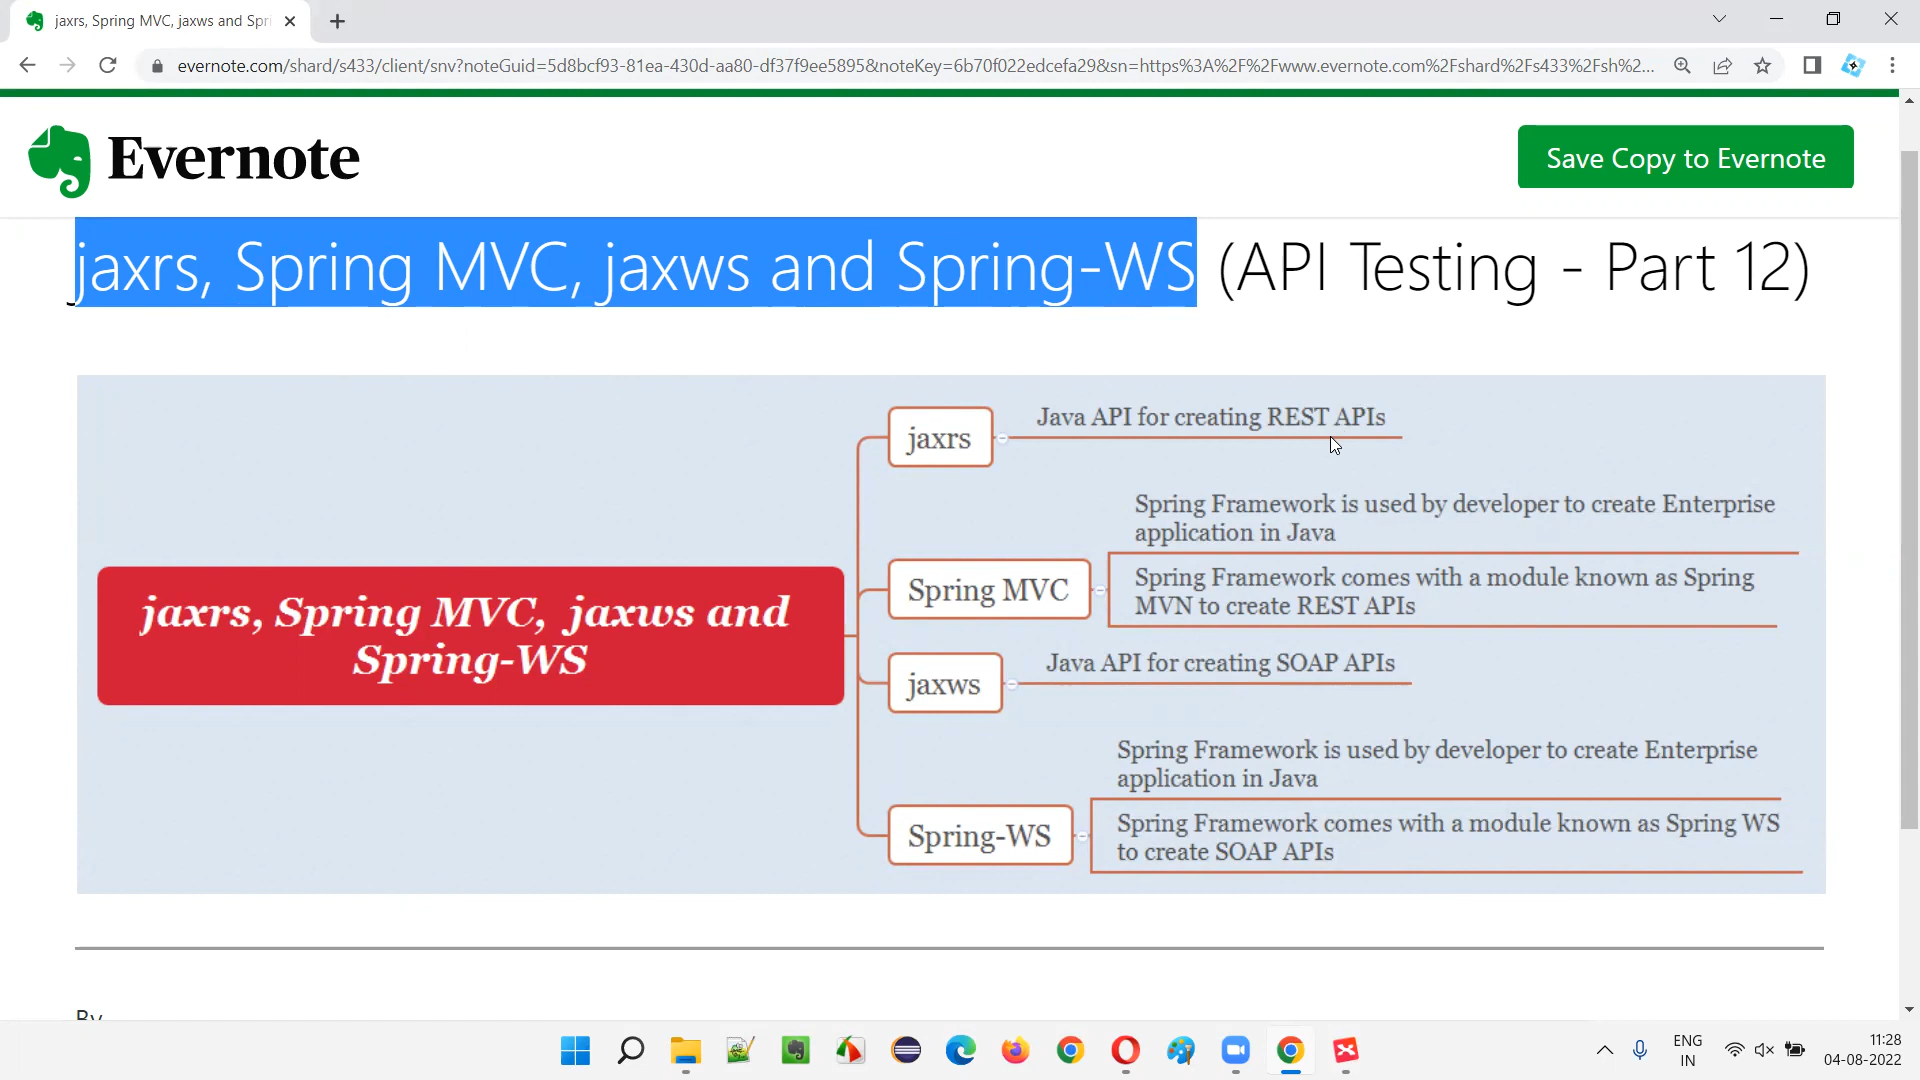 jaxrs, Spring MVC, jaxws and Spri
evernote.com/shard/s433/client/snv?noteGuid=5d8bcf93-81ea-430d-aa80-df37f9ee5895&noteKey=6b70f022edcefa29&sn=https%3A%2F%2Fwww.evernote.com%2Fshard%2Fs433%2Fsh%2...
Evernote
Save Copy to Evernote
jaxrs, Spring MVC, jaxws and Spring-WS (API Testing - Part 12)
jaxrs
Java API for creating REST APIs
Spring MVC
Spring Framework is used by developer to create Enterprise
application in Java
Spring Framework comes with a module known as Spring
MVN to create REST APIs
jaxrs, Spring MVC, jaxws and
Spring-WS
jaxws
Java API for creating SOAP APIs
Spring-WS
Spring Framework is used by developer to create Enterprise
application in Java
Spring Framework comes with a module known as Spring WS
to create SOAP APIs
By
ENG
IN
11:28
04-08-2022